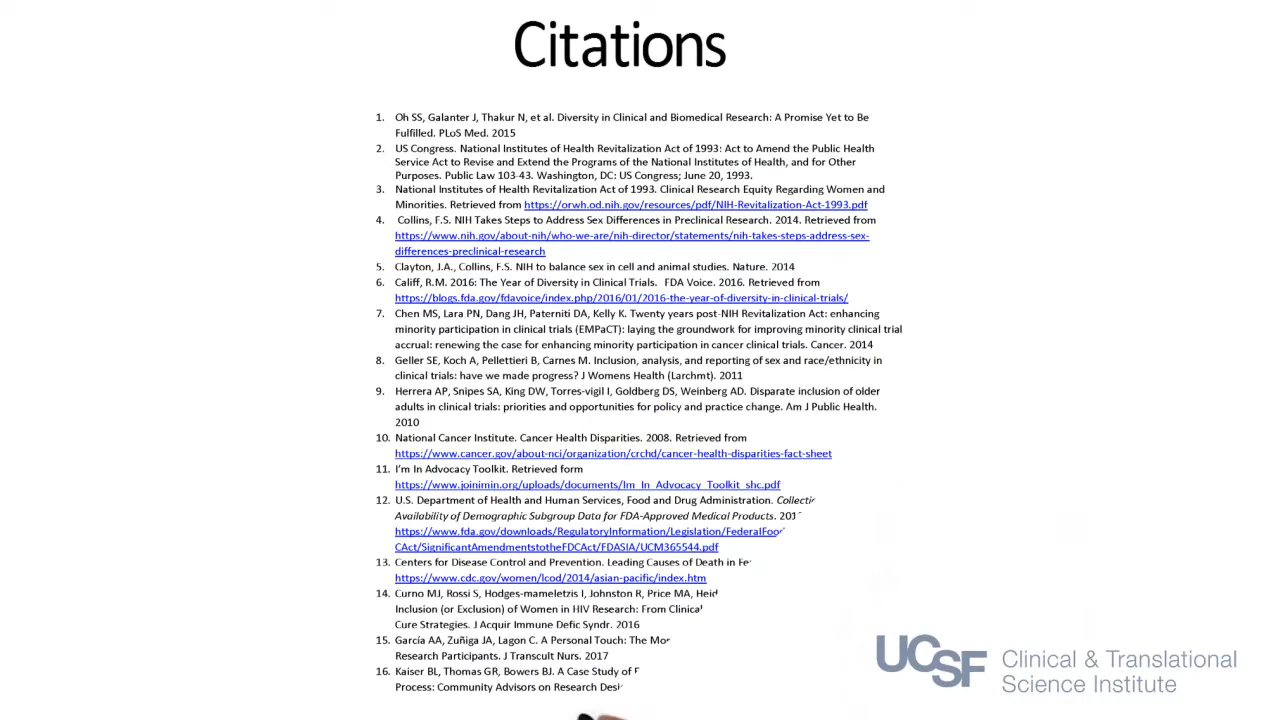 Citations
1. Oh SS, Galanter J, Thakur N, et al. Diversity in Clinical and Biomedical Research: A Promise Yet to Be
Fulfilled. PLoS Med. 2015
2. US Congress. National Institutes of Health Revitalization Act of 1993: Act to Amend the Public Health
Service Act to Revise and Extend the Programs of the National Institutes of Health, and for Other
Purposes. Public Law 103-43. Washington, DC: US Congress; June 20, 1993.
3. National Institutes of Health Revitalization Act of 1993. Clinical Research Equity Regarding Women and
Minorities. Retrieved from https://orwh.od.nih.gov/resources/pdf/NIH-Revitalization-Act-1993.pdf
4. Collins, F.S. NIH Takes Steps to Address Sex Differences in Preclinical Research. 2014. Retrieved from
https://www.nih.gov/about-nih/who-we-are/nih-director/statements/nih-takes-steps-address-sex-
differences-preclinical-research
5. Clayton, J.A., Collins, F.S. NIH to balance sex in cell and animal studies. Nature. 2014
6. Califf, R.M. 2016: The Year of Diversity in Clinical Trials. FDA Voice. 2016. Retrieved from
https://blogs.fda.gov/fdavoice/index.php/2016/01/2016-the-year-of-diversity-in-clinical-trials/
7. Chen MS, Lara PN, Dang JH, Paterniti DA, Kelly K. Twenty years post-NIH Revitalization Act: enhancing
minority participation in clinical trials (EMPaCT): laying the groundwork for improving minority clinical trial
accrual: renewing the case for enhancing minority participation in cancer clinical trials. Cancer. 2014
8. Geller SE, Koch A, Pellettieri B, Carnes M. Inclusion, analysis, and reporting of sex and race/ethnicity in
clinical trials: have we made progress? J Womens Health (Larchmt). 2011
9. Herrera AP, Snipes SA, King DW, Torres-vigil I, Goldberg DS, Weinberg AD. Disparate inclusion of older
adults in clinical trials: priorities and opportunities for policy and practice change. Am J Public Health.
2010
10. National Cancer Institute. Cancer Health Disparities. 2008. Retrieved from
https://www.cancer.gov/about-nci/organization/crchd/cancer-health-disparities-fact-sheet
11. I'm In Advocacy Toolkit. Retrieved form
https://www.joinimin.org/uploads/documents/Im_In_Advocacy_Toolkit_shc.pdf
12. U.S. Department of Health and Human Services, Food and Drug Administration.
Availability of Demographic Subgroup Data for FDA-Approved Medical Products.
https://www.fda.gov/downloads/RegulatoryInformation/Legislation/FederalFoo
CAct/SignificantAmendmentstotheFDCAct/FDASIA/UCM365544.pdf
13. Centers for Disease Control and Prevention. Leading Causes of Death in
https://www.cdc.gov/women/lcod/2014/asian-pacific/index.htm
14. Curno MJ, Rossi S, Hodges-mameletzis I, Johnston R, Price MA,
Inclusion (or Exclusion) of Women in HIV Research: From
Cure Strategies. J Acquir Immune Defic Syndr. 2016
15. García AA, Zuñiga JA, Lagon C. A Personal Touch: The
Research Participants. J Transcult Nurs. 2017
16. Kaiser BL, Thomas GR, Bowers BJ. A Case Study of
Process: Community Advisors on Research
UCSF Clinical & Translational
Science Institute